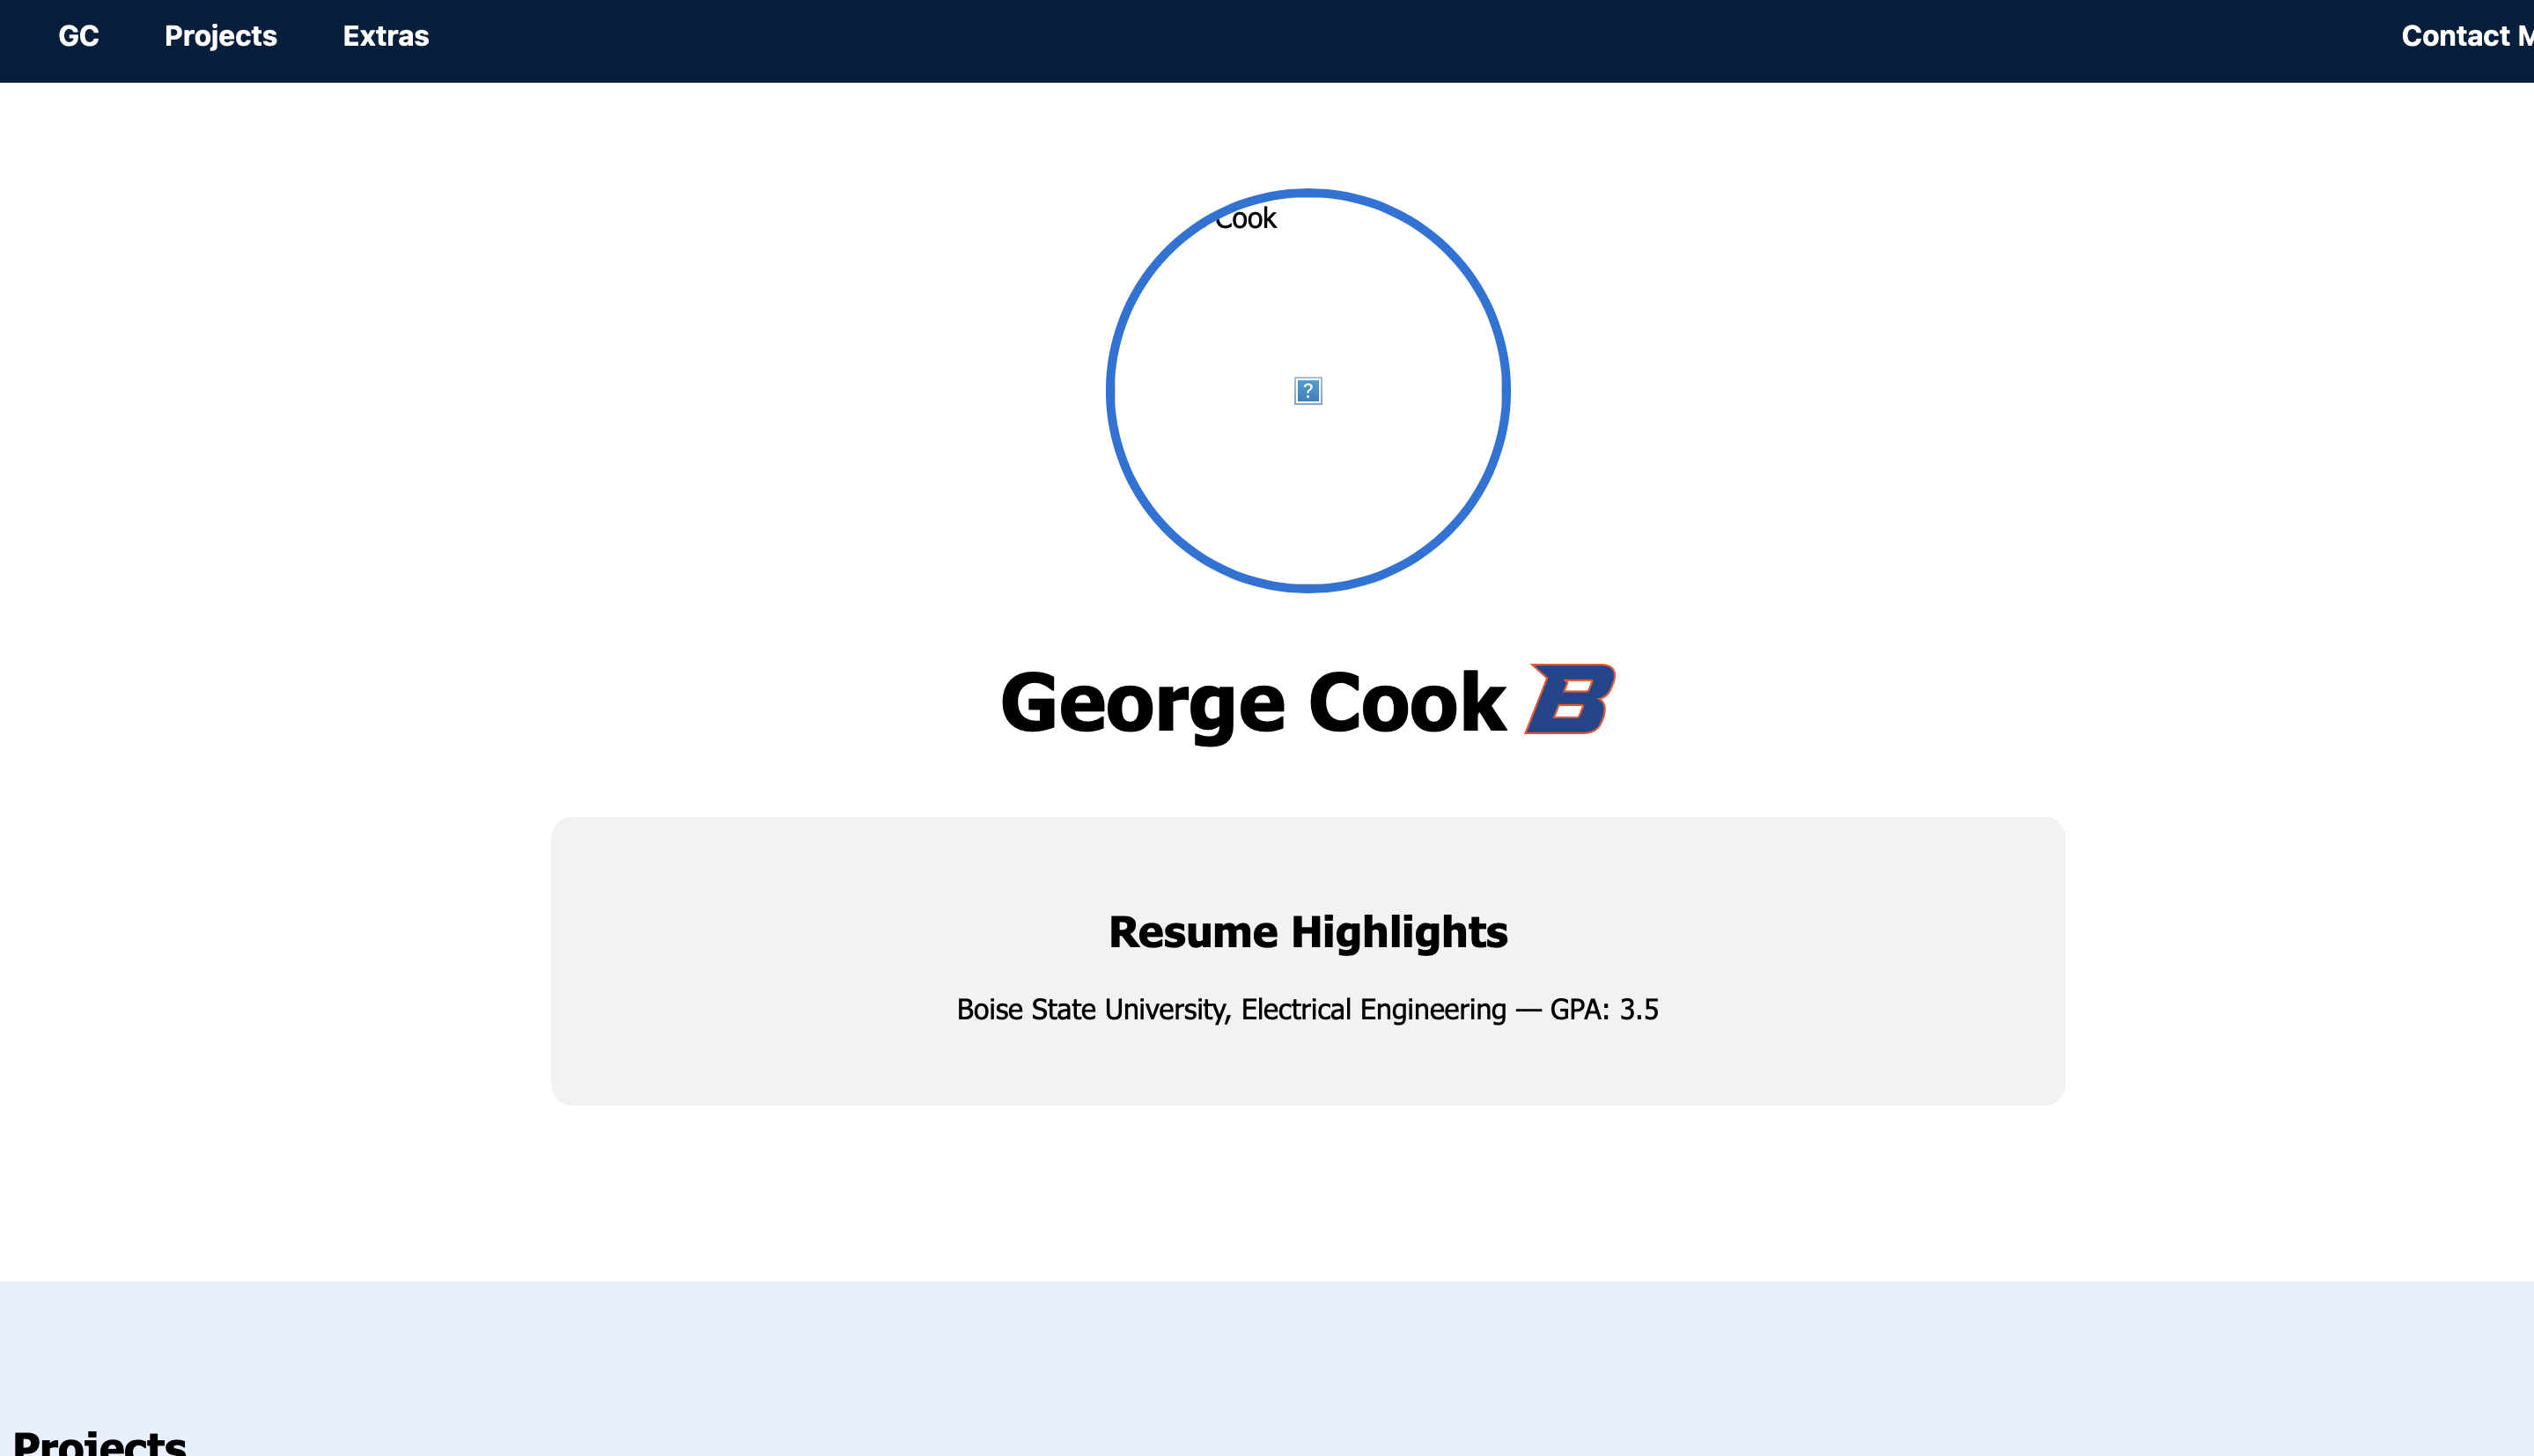 GC Projects Extras Contact M
Cook
?
George Cook B
Resume Highlights
Boise State University, Electrical Engineering — GPA: 3.5
Projects